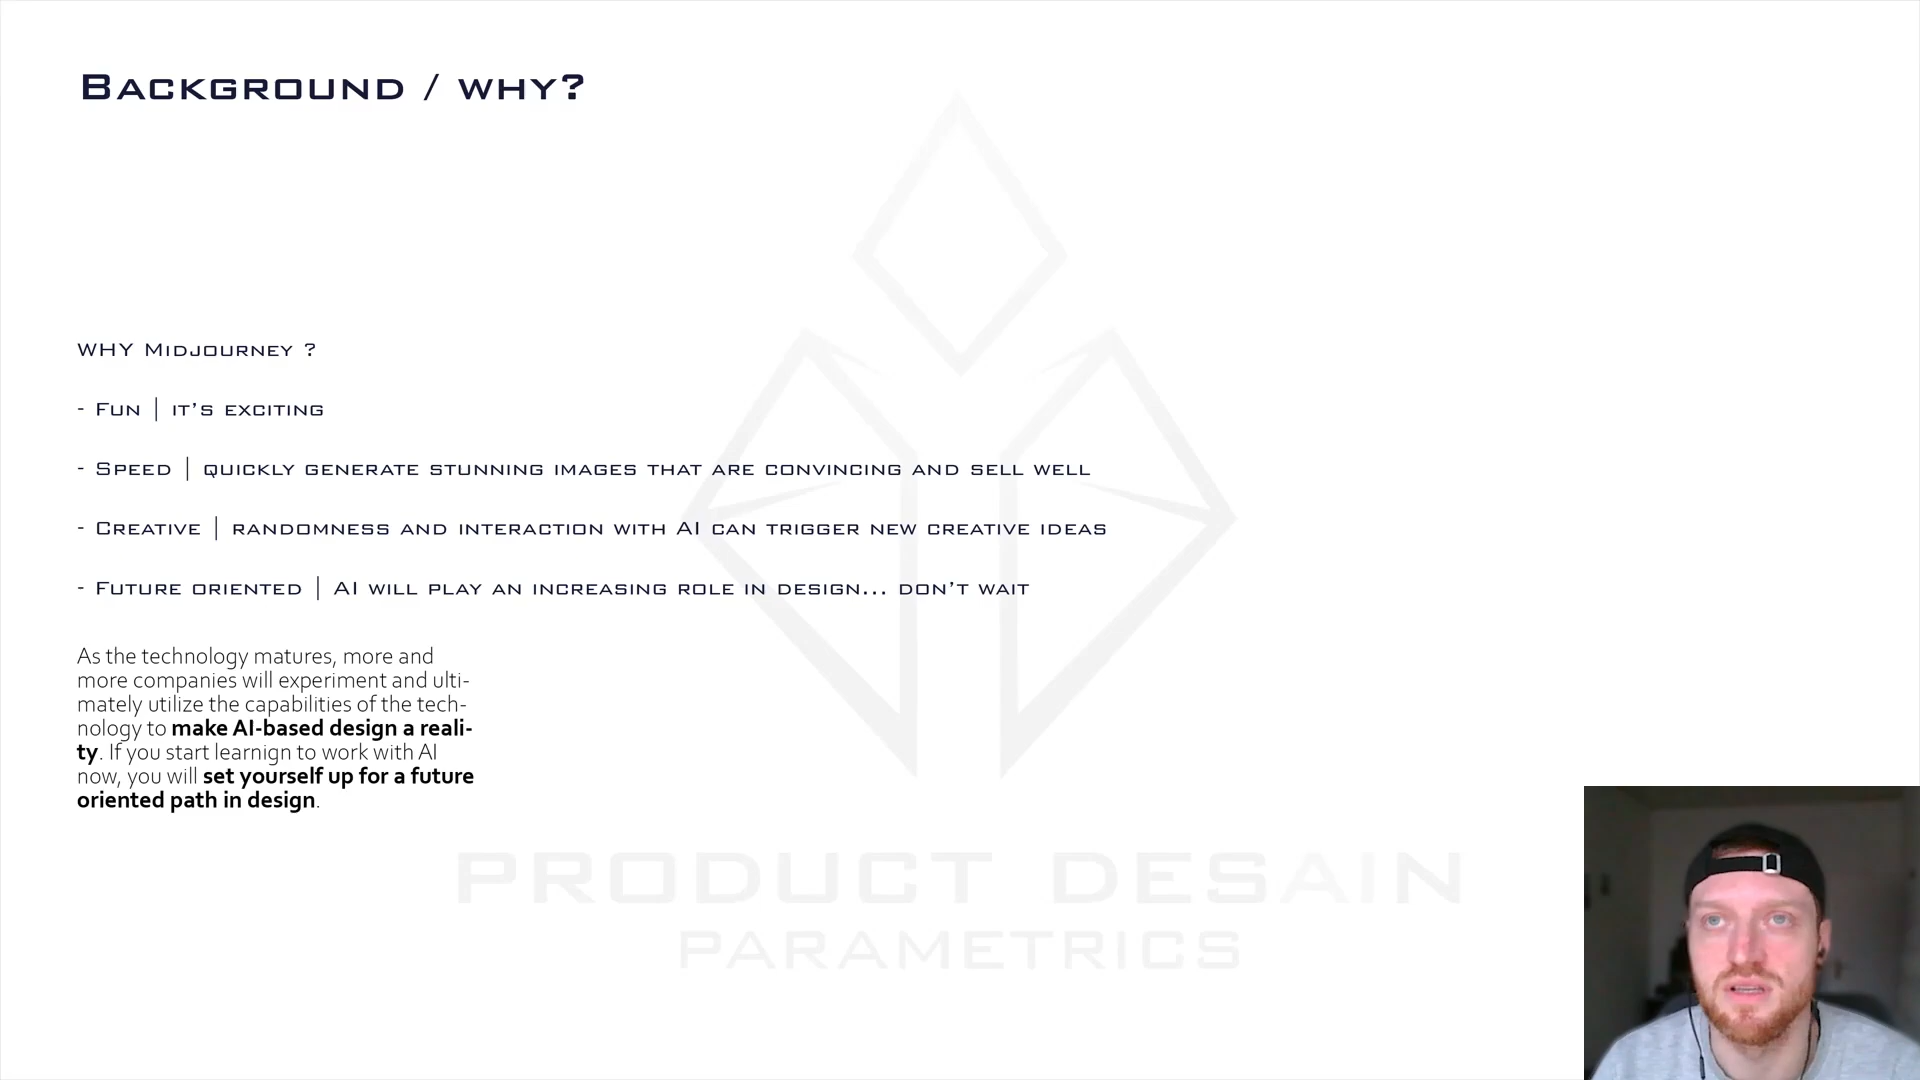 Background / why?
WHY Midjourney ?
- Fun | it's exciting
- Speed | quickly generate stunning images that are convincing and sell well
- Creative | randomness and interaction with AI can trigger new creative ideas
- Future oriented | AI will play an increasing role in design... don't wait
As the technology matures, more and
more companies will experiment and ulti-
mately utilize the capabilities of the tech-
nology to make AI-based design a reali-
ty. If you start learnign to work with AI
now, you will set yourself up for a future
oriented path in design.
PRODUCT DESAIN
PARAMETRICS